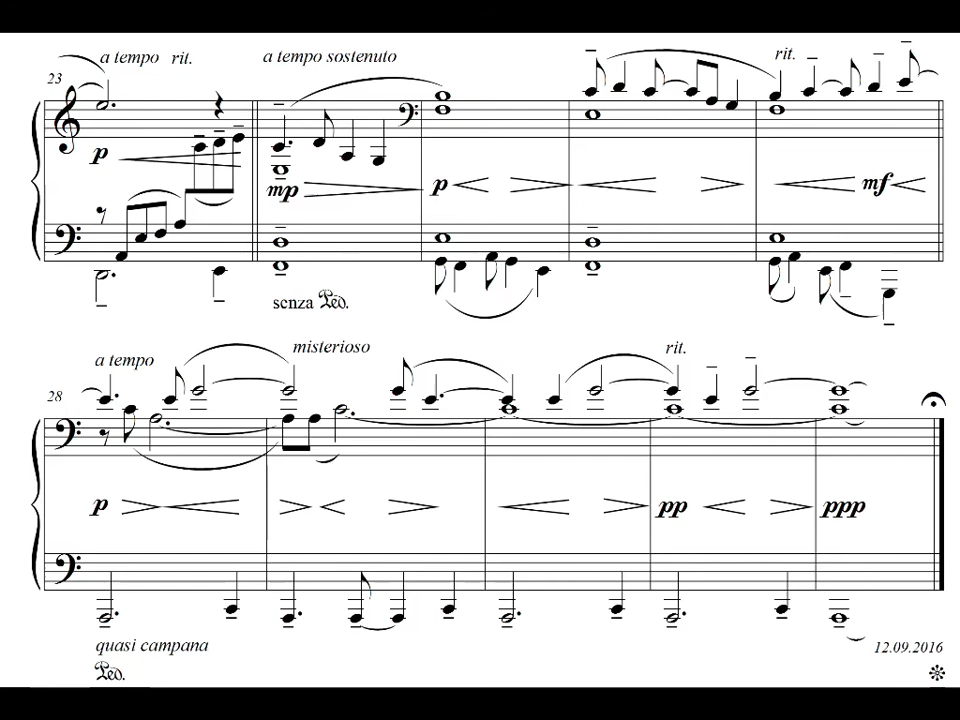 a tempo rit. a tempo sostenuto rit.
23
p mp p mf
senza Ped.
a tempo misterioso rit.
28
p pp ppp
quasi campana 12.09.2016
Ped.